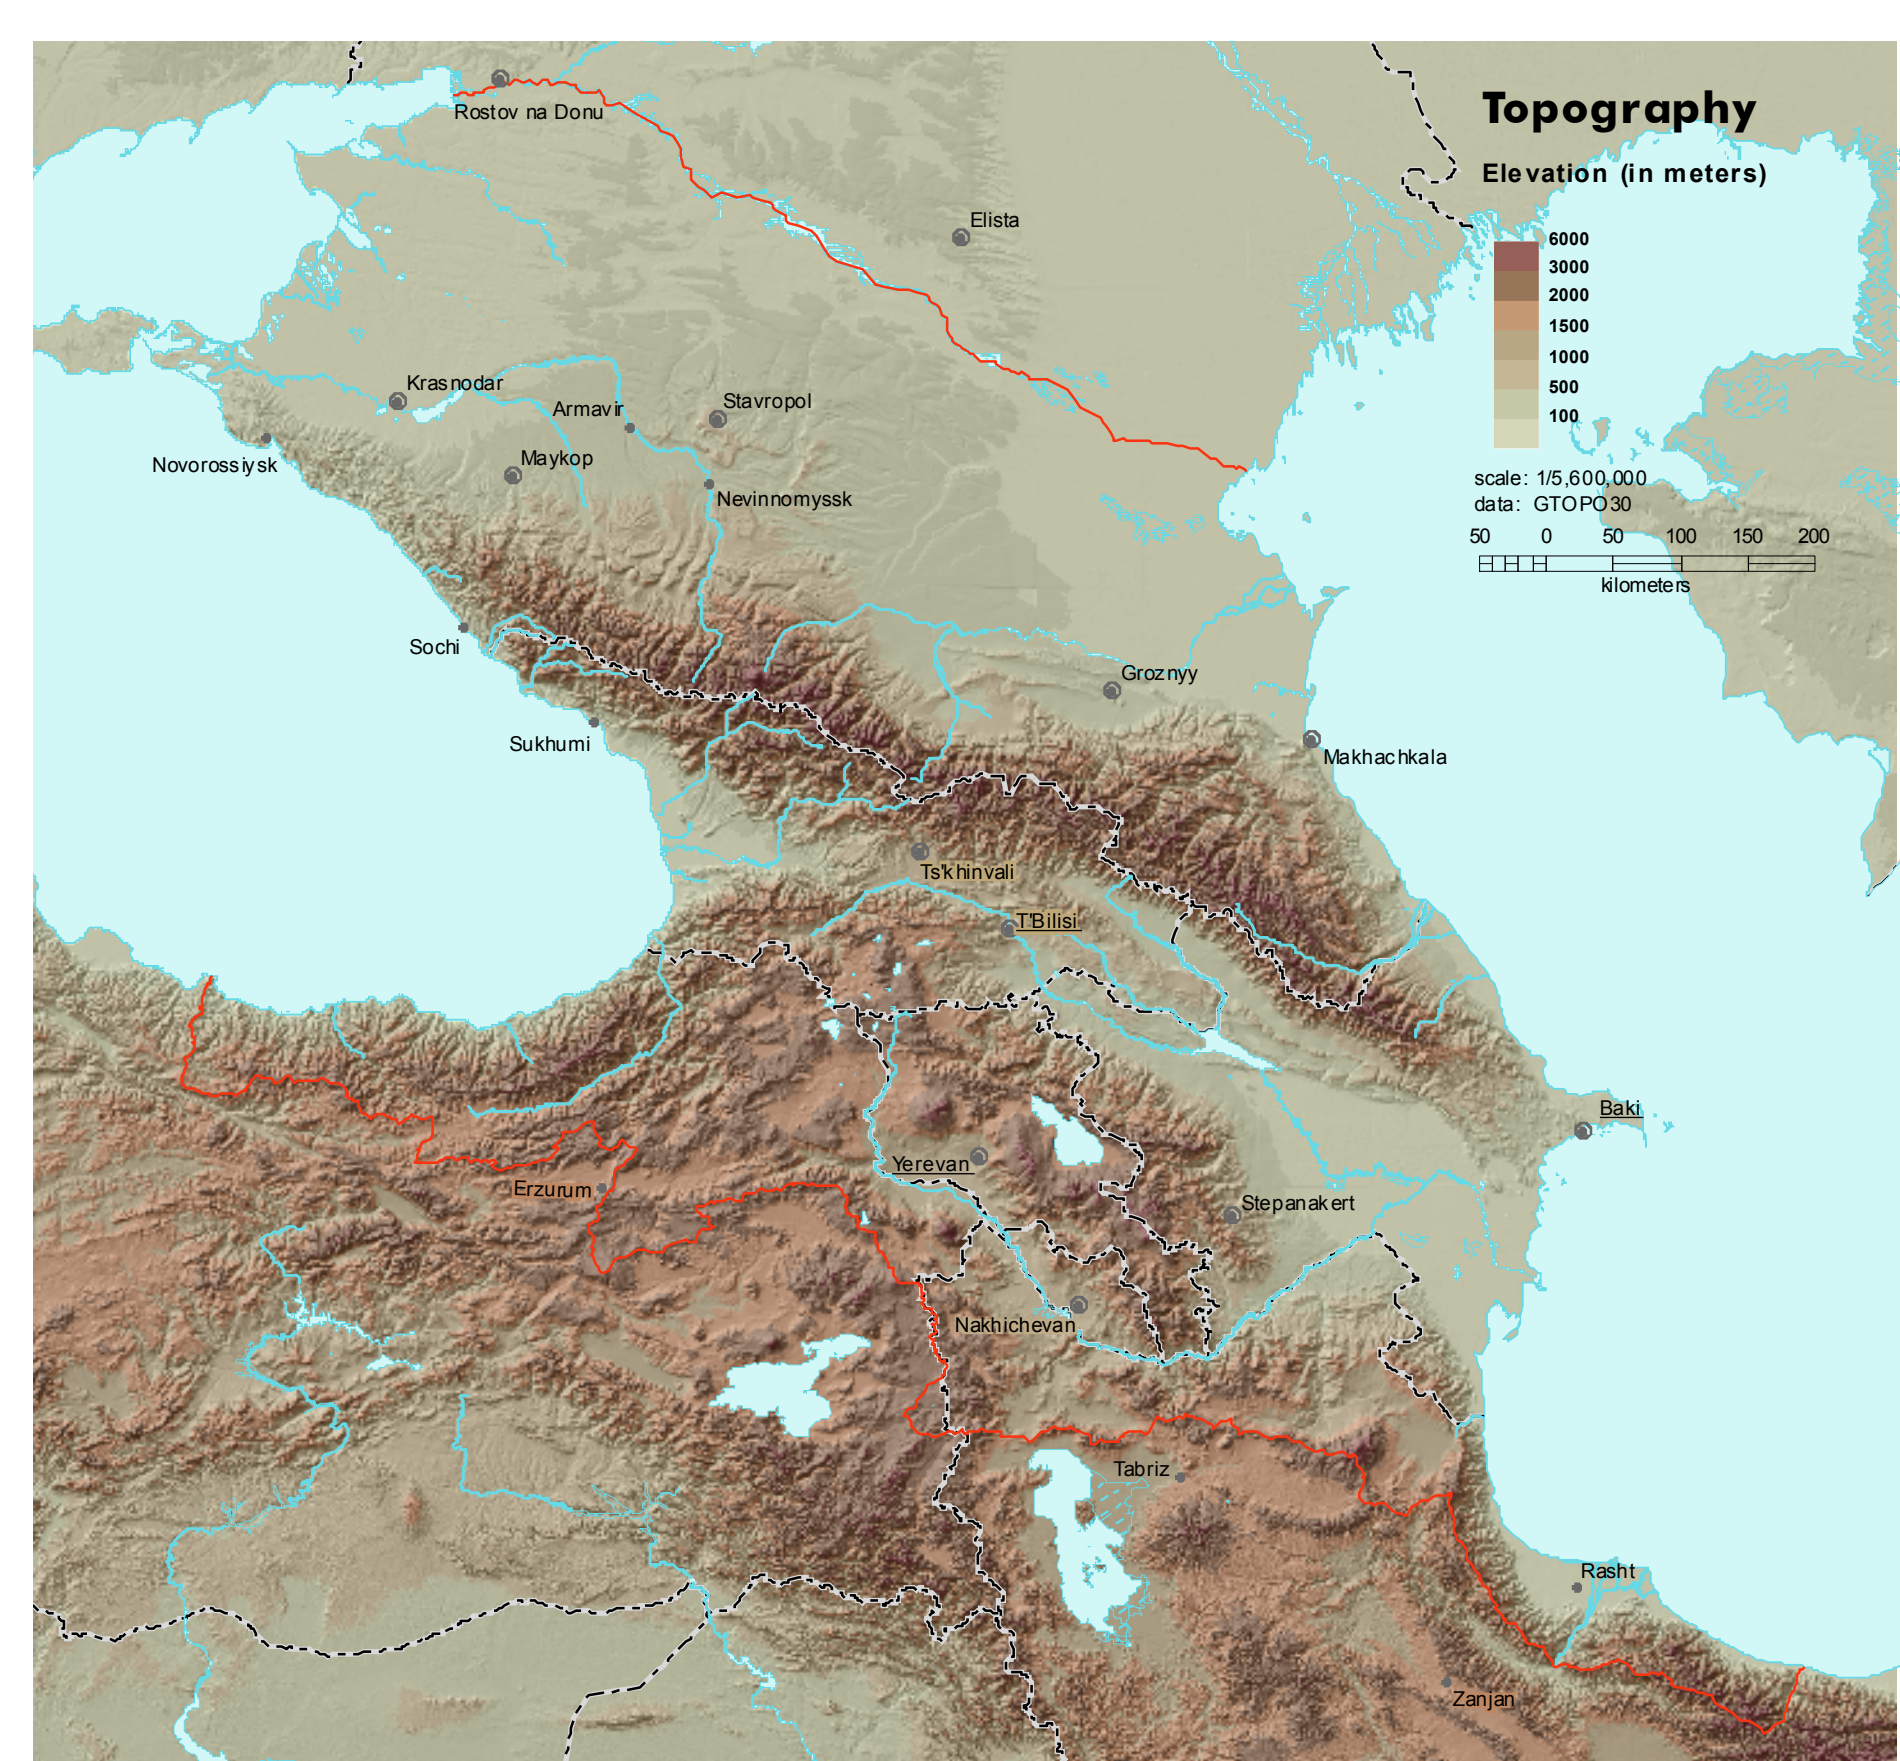 Topography
Elevation (in meters)
6000
3000
2000
1500
1000
500
100
scale: 1/5,600,000
data: GTOPO30
50 0 50 100 150 200
kilometers
Rostov na Donu
Elista
Krasnodar
Armavir
Stavropol
Novorossiysk
Maykop
Nevinnomyssk
Sochi
Groznyy
Sukhumi
Makhachkala
Ts'khinvali
T'Bilisi
Baki
Yerevan
Erzurum
Stepanakert
Nakhichevan
Tabriz
Rasht
Zanjan